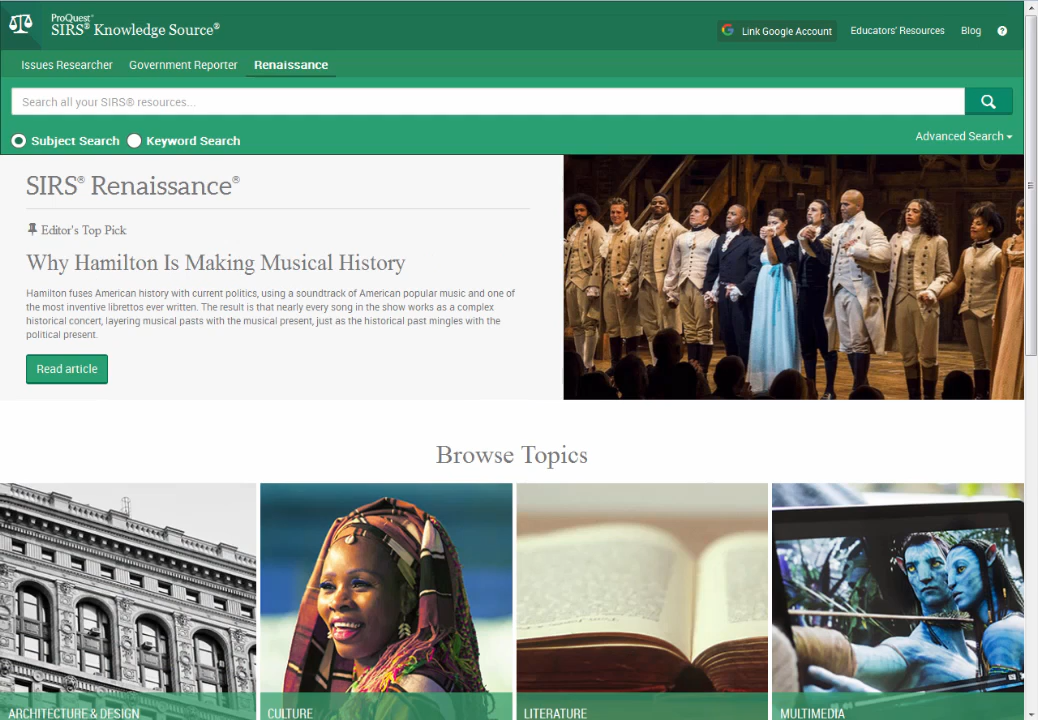 ProQuest®
SIRS® Knowledge Source®
Link Google Account
Educators' Resources
Blog
?
Issues Researcher
Government Reporter
Renaissance
Search all your SIRS® resources...
Subject Search
Keyword Search
Advanced Search
SIRS® Renaissance®
Editor's Top Pick
Why Hamilton Is Making Musical History
Hamilton fuses American history with current politics, using a soundtrack of American popular music and one of
the most inventive librettos ever written. The result is that nearly every song in the show works as a complex
historical concert, layering musical pasts with the musical present, just as the historical past mingles with the
political present.
Read article
Browse Topics
ARCHITECTURE & DESIGN
CULTURE
LITERATURE
MULTIMEDIA